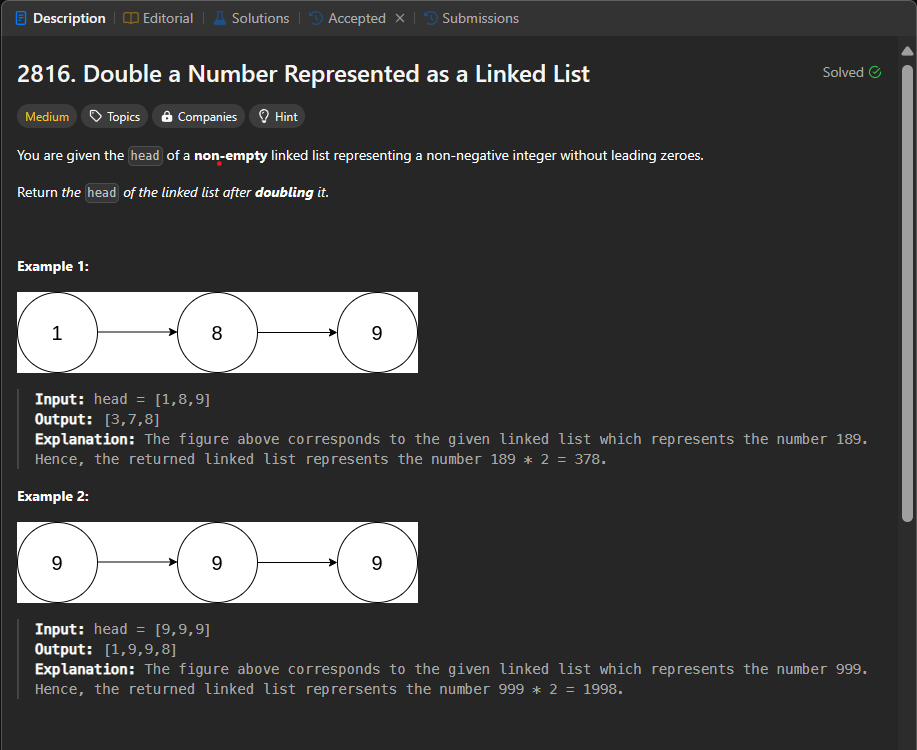 Description | Editorial | Solutions | Accepted × | Submissions
2816. Double a Number Represented as a Linked List
Solved
Medium Topics Companies Hint
You are given the head of a non-empty linked list representing a non-negative integer without leading zeroes.
Return the head of the linked list after doubling it.
Example 1:
1 8 9
Input: head = [1,8,9]
Output: [3,7,8]
Explanation: The figure above corresponds to the given linked list which represents the number 189.
Hence, the returned linked list represents the number 189 * 2 = 378.
Example 2:
9 9 9
Input: head = [9,9,9]
Output: [1,9,9,8]
Explanation: The figure above corresponds to the given linked list which represents the number 999.
Hence, the returned linked list reprersents the number 999 * 2 = 1998.